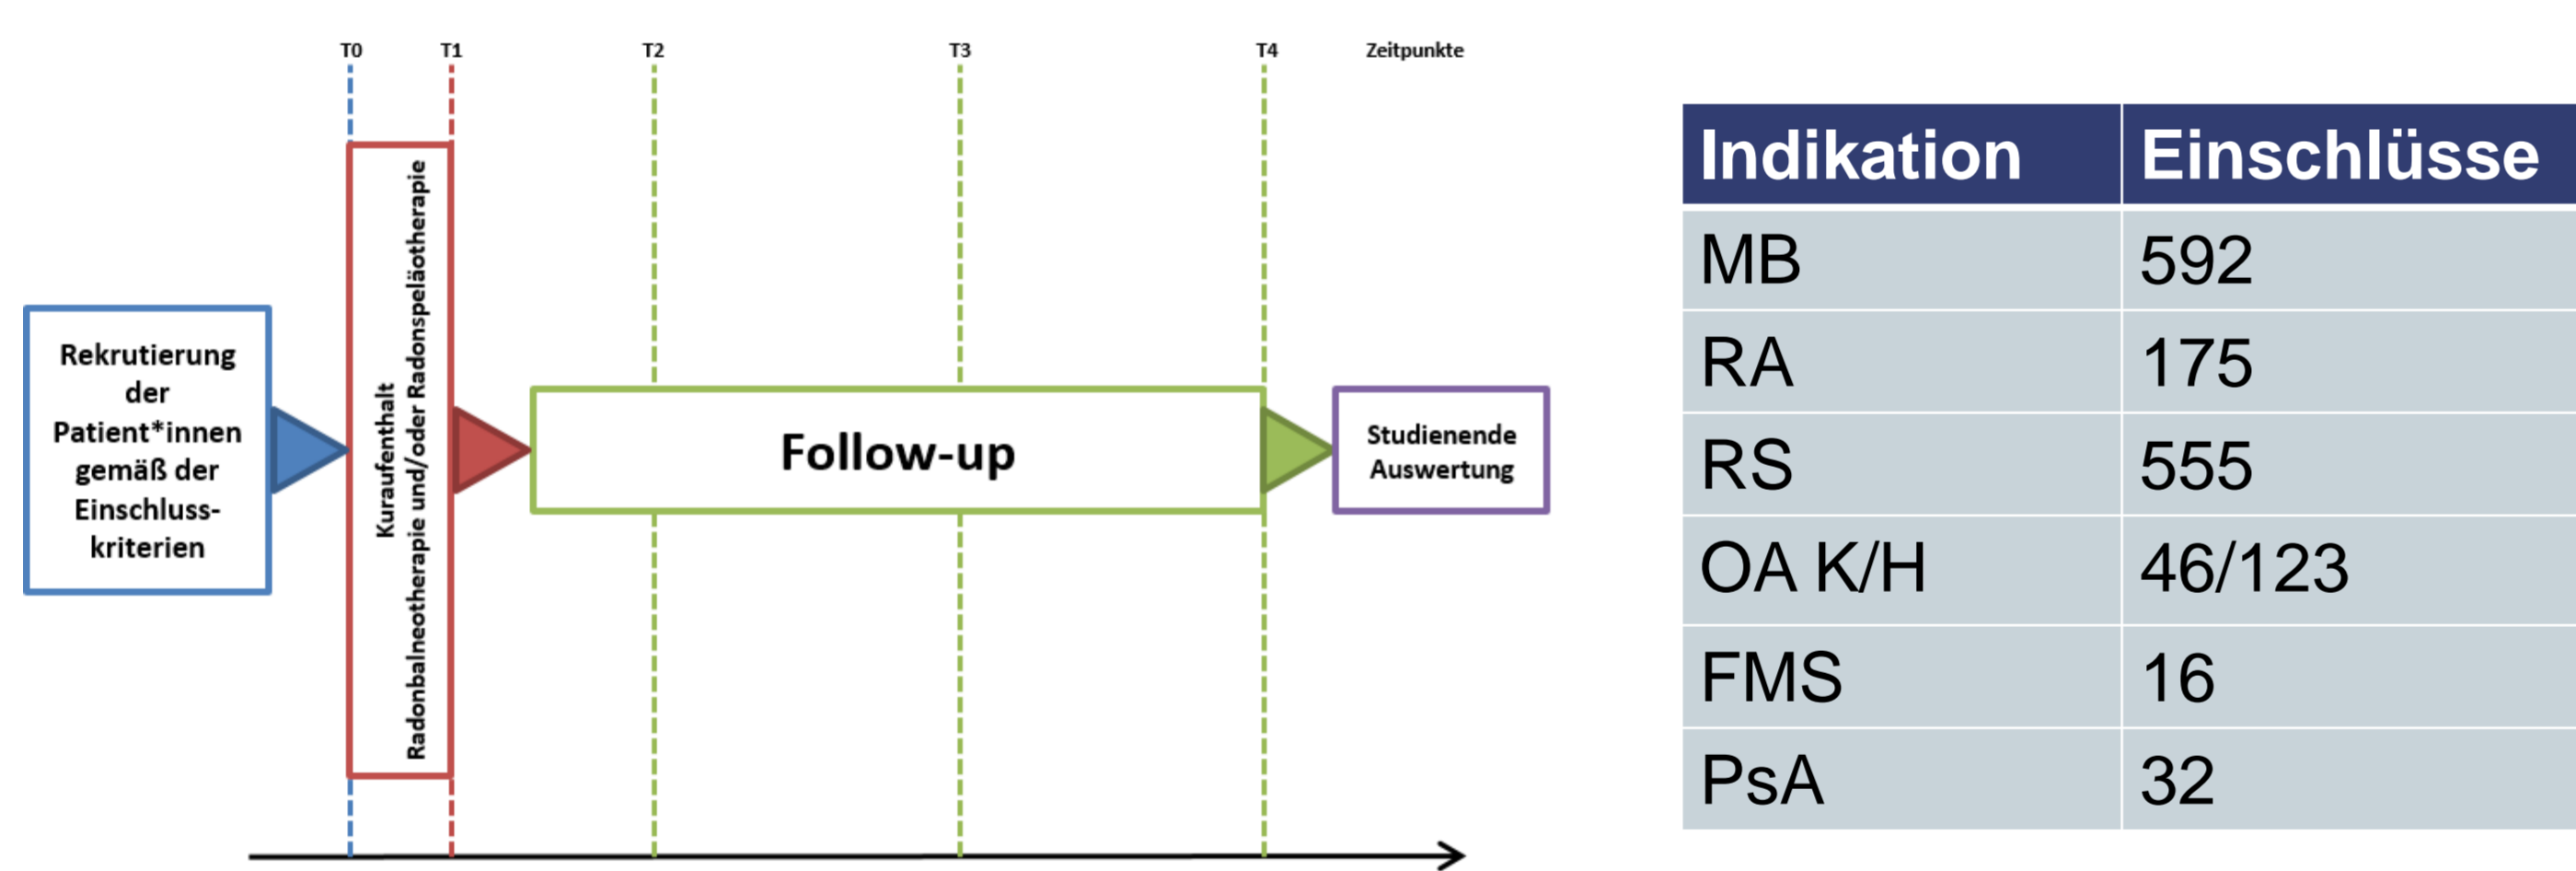 T0 T1 T2 T3 T4 Zeitpunkte
Rekrutierung
der
Patient*innen
gemäß der
Einschluss-
kriterien
Kuraufenthalt
Radonbalneotherapie und/oder Radonspeläotherapie
Follow-up
Studienende
Auswertung
Indikation Einschlüsse
MB 592
RA 175
RS 555
OA K/H 46/123
FMS 16
PsA 32